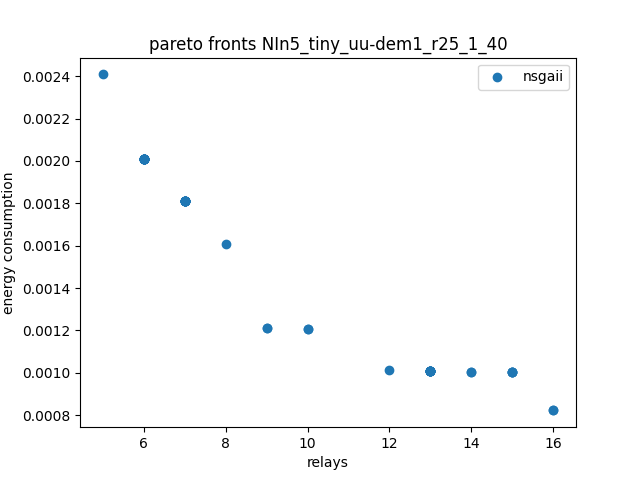 pareto fronts NIn5_tiny_uu-dem1_r25_1_40
nsgaii
0.0024
0.0022
0.0020
0.0018
0.0016
0.0014
0.0012
0.0010
0.0008
energy consumption
6 8 10 12 14 16
relays